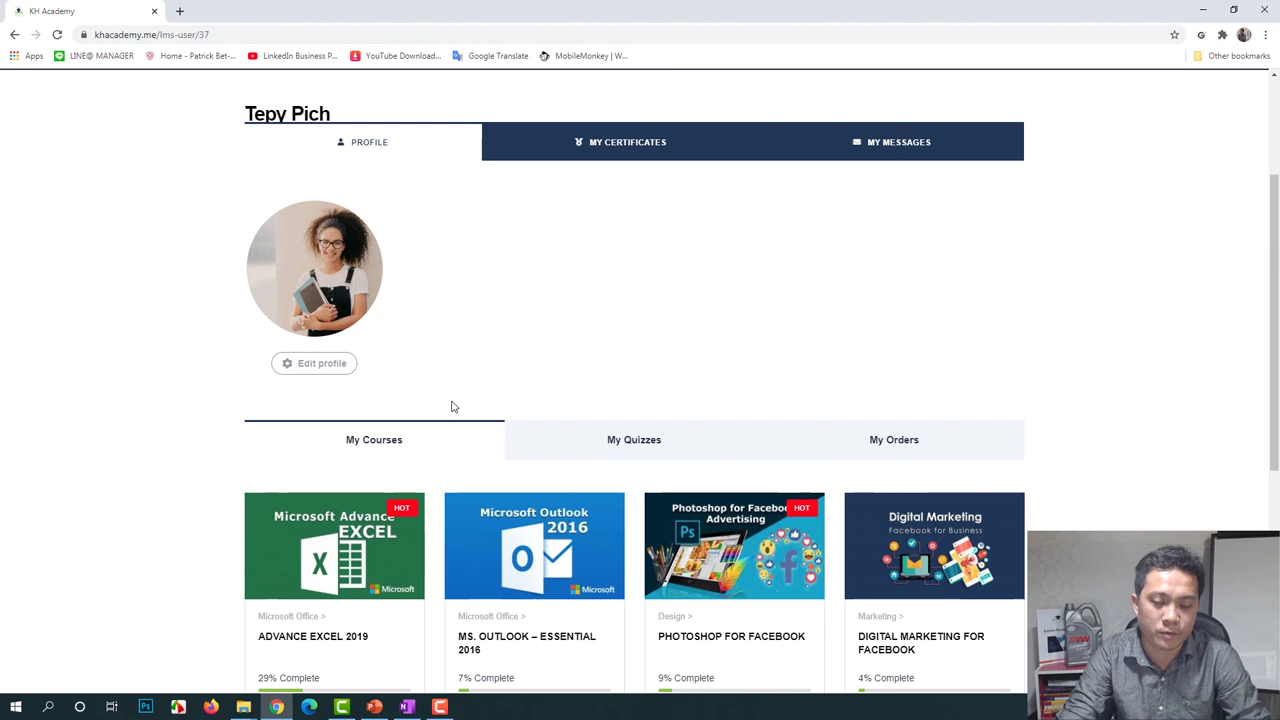 KH Academy
khacademy.me/lms-user/37
Apps
LINE@ MANAGER
Home - Patrick Bet-...
LinkedIn Business P...
YouTube Download...
Google Translate
MobileMonkey | W...
Other bookmarks
Tepy Pich
PROFILE
MY CERTIFICATES
MY MESSAGES
Edit profile
My Courses
My Quizzes
My Orders
Microsoft Advance
EXCEL
HOT
X
Microsoft
Microsoft Outlook
2016
O
Microsoft
Photoshop for Facebook
Advertising
HOT
Ps
Digital Marketing
Facebook for Business
Microsoft Office >
ADVANCE EXCEL 2019
29% Complete
Microsoft Office >
MS. OUTLOOK – ESSENTIAL
2016
7% Complete
Design >
PHOTOSHOP FOR FACEBOOK
9% Complete
Marketing >
DIGITAL MARKETING FOR
FACEBOOK
4% Complete
TITAN